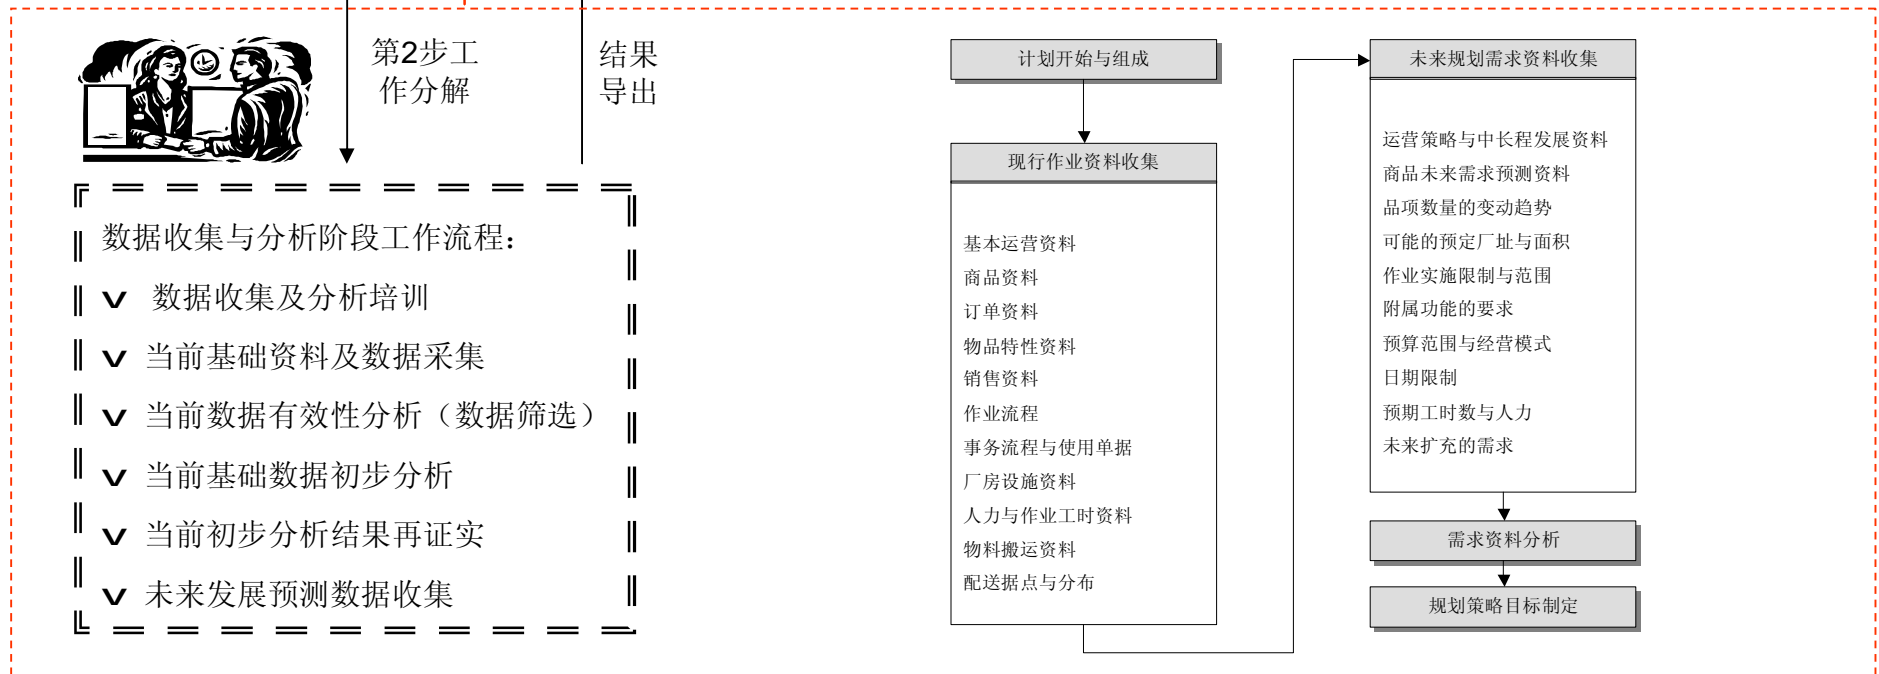 第2步工
作分解
结果
导出
数据收集与分析阶段工作流程：
v 数据收集及分析培训
v 当前基础资料及数据采集
v 当前数据有效性分析（数据筛选）
v 当前基础数据初步分析
v 当前初步分析结果再证实
v 未来发展预测数据收集
计划开始与组成
现行作业资料收集
基本运营资料
商品资料
订单资料
物品特性资料
销售资料
作业流程
事务流程与使用单据
厂房设施资料
人力与作业工时资料
物料搬运资料
配送据点与分布
未来规划需求资料收集
运营策略与中长程发展资料
商品未来需求预测资料
品项数量的变动趋势
可能的预定厂址与面积
作业实施限制与范围
附属功能的要求
预算范围与经营模式
日期限制
预期工时数与人力
未来扩充的需求
需求资料分析
规划策略目标制定